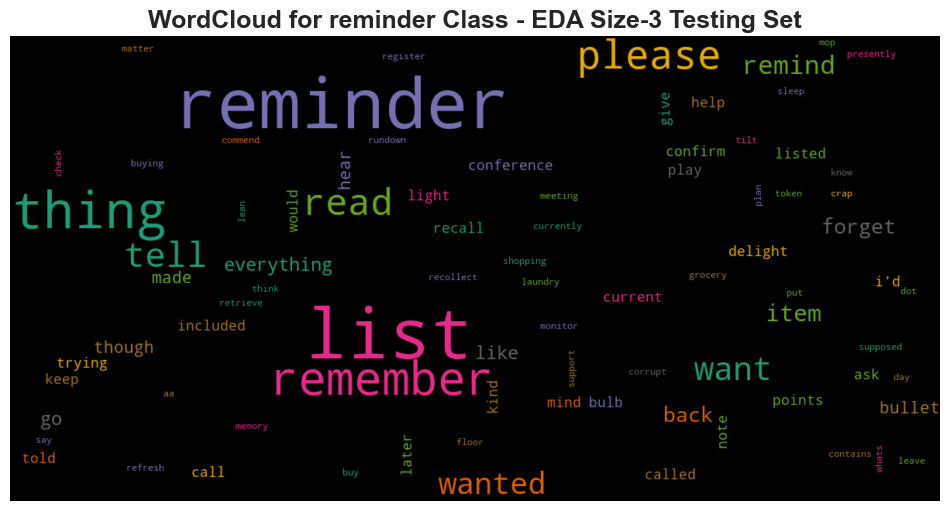 WordCloud for reminder Class - EDA Size-3 Testing Set
matter
register
please
remind
mop
presently
reminder
give
help
sleep
commend
rundown
tilt
check
buying
hear
conference
confirm
play
listed
know
thing
lean
would
read
light
meeting
plan
token
crap
recall
currently
forget
tell
everything
made
think
retrieve
recollect
shopping
laundry
delight
grocery
i'd
dot
put
current
item
included
list
monitor
though
trying
keep
aa
remember
like
kind
support
corrupt
want
supposed
ask
day
mind
bulb
back
points
bullet
go
say
told
memory
refresh
call
buy
later
floor
wanted
note
called
contains
whats
leave